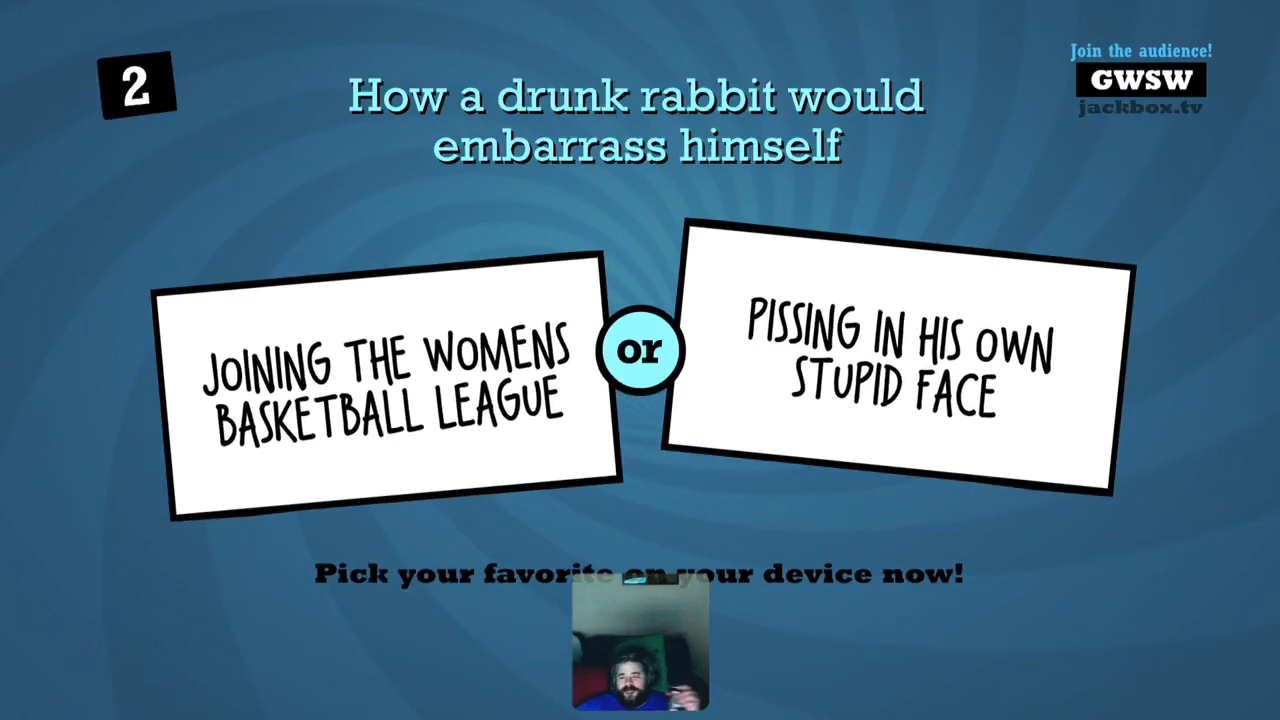 2
How a drunk rabbit would
embarrass himself
Join the audience!
GWSW
jackbox.tv
JOINING THE WOMENS
BASKETBALL LEAGUE
or
PISSING IN HIS OWN
STUPID FACE
Pick your favorite on your device now!